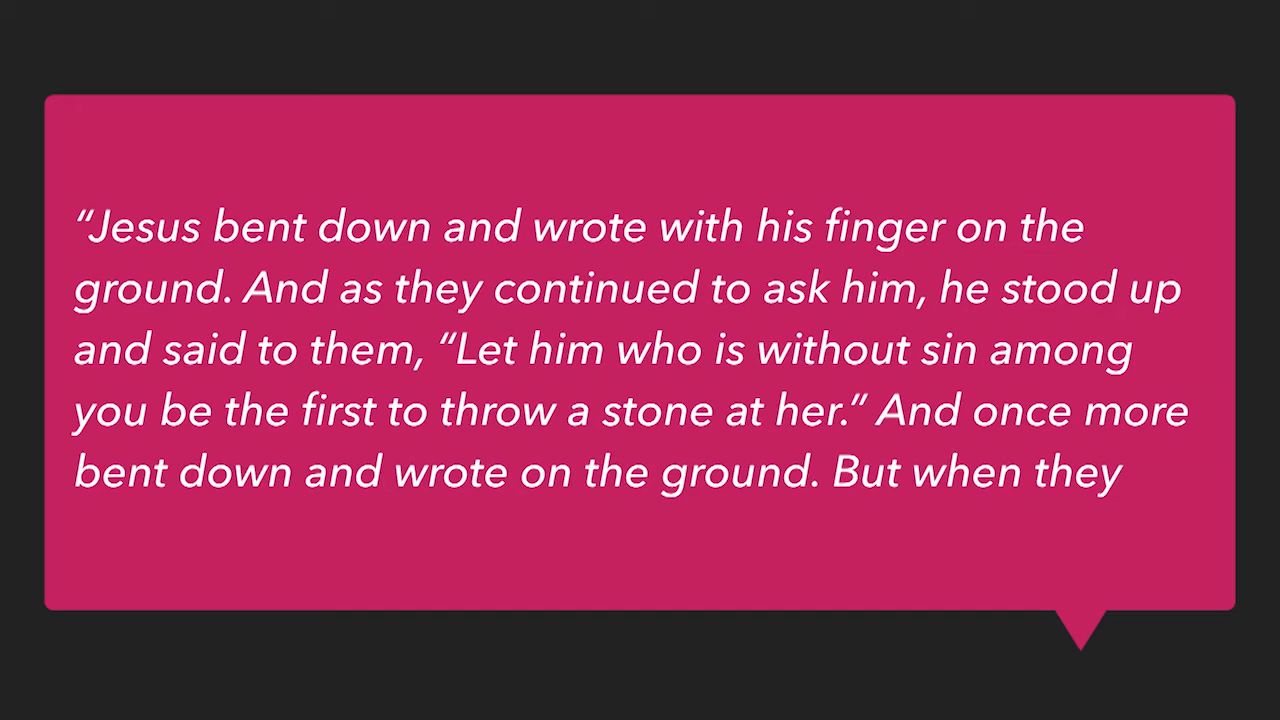 “Jesus bent down and wrote with his finger on the
ground. And as they continued to ask him, he stood up
and said to them, “Let him who is without sin among
you be the first to throw a stone at her.” And once more
bent down and wrote on the ground. But when they